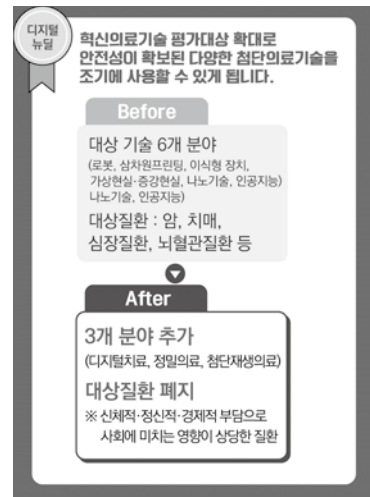 디지털
뉴딜
혁신의료기술 평가대상 확대로
안전성이 확보된 다양한 첨단의료기술을
조기에 사용할 수 있게 됩니다.
Before
대상 기술 6개 분야
(로봇, 삼차원프린팅, 이식형 장치,
가상현실·증강현실, 나노기술, 인공지능)
나노기술, 인공지능)
대상질환 : 암, 치매,
심장질환, 뇌혈관질환 등
After
3개 분야 추가
(디지털치료, 정밀의료, 첨단재생의료)
대상질환 폐지
※ 신체적·정신적·경제적 부담으로
사회에 미치는 영향이 상당한 질환